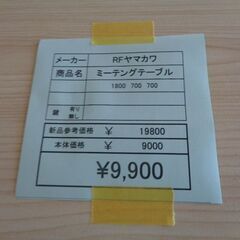 メーカー RFヤマカワ
商品名 ミーテングテーブル
1800 700 700
鍵 有り 無し
新品参考価格 ¥ 19800
本体価格 ¥ 9000
¥9,900